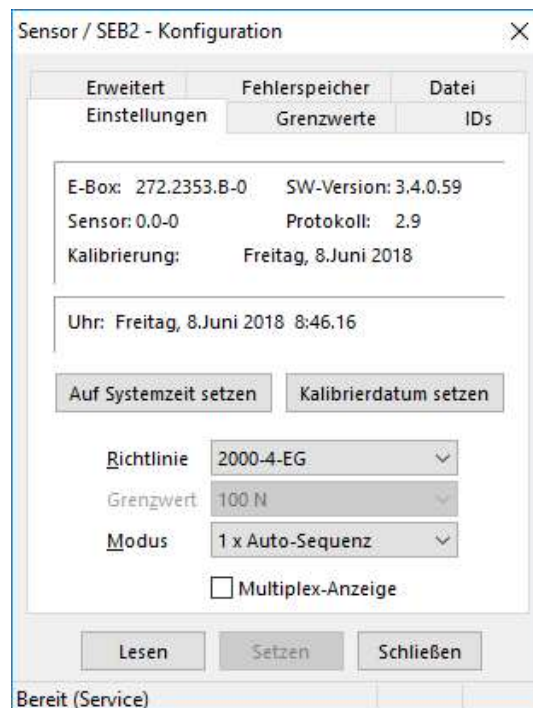 Sensor / SEB2 - Konfiguration
Erweitert Fehlerspeicher Datei
Einstellungen Grenzwerte IDs
E-Box: 272.2353.B-0 SW-Version: 3.4.0.59
Sensor: 0.0-0 Protokoll: 2.9
Kalibrierung: Freitag, 8.Juni 2018
Uhr: Freitag, 8.Juni 2018 8:46.16
Auf Systemzeit setzen Kalibrierdatum setzen
Richtlinie 2000-4-EG
Grenzwert 100 N
Modus 1 x Auto-Sequenz
Multiplex-Anzeige
Lesen Setzen Schließen
Bereit (Service)